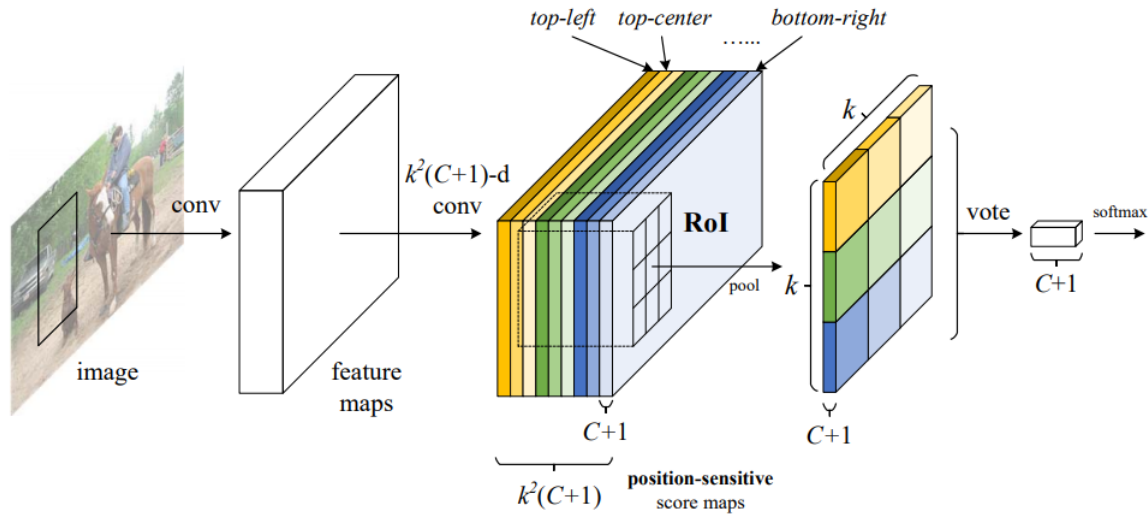 top-left
top-center
bottom-right
…...
k
k²(C+1)-d
conv
conv
RoI
vote
softmax
pool
k
C+1
image
feature
maps
C+1
C+1
k²(C+1)
position-sensitive
score maps